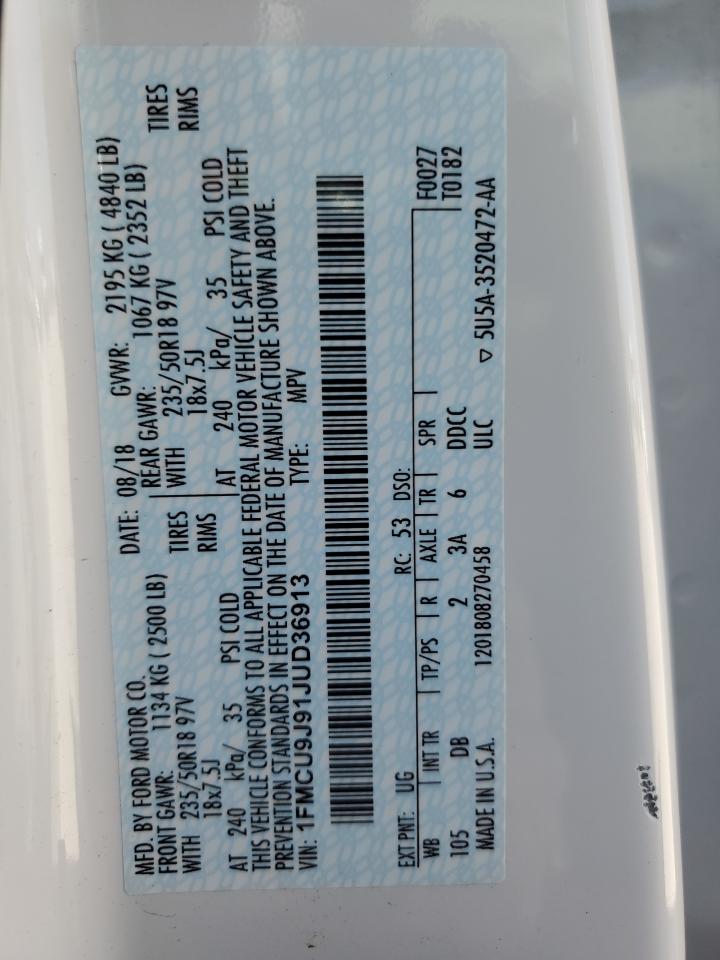 MFD. BY FORD MOTOR CO. DATE: 08/18 GVWR: 2195 KG ( 4840 LB)
FRONT GAWR: 1134 KG ( 2500 LB) REAR GAWR: 1067 KG ( 2352 LB)
WITH 235/50R18 97V TIRES WITH 235/50R18 97V TIRES
18x7.5J RIMS 18x7.5J RIMS
AT 240 kPa/ 35 PSI COLD AT 240 kPa/ 35 PSI COLD
THIS VEHICLE CONFORMS TO ALL APPLICABLE FEDERAL MOTOR VEHICLE SAFETY AND THEFT
PREVENTION STANDARDS IN EFFECT ON THE DATE OF MANUFACTURE SHOWN ABOVE.
VIN: 1FMCU9J91JUD36913 TYPE: MPV
EXT PNT: UG RC: 53 DSO: F0027
WB INT TR TP/PS R AXLE TR SPR T0182
105 DB 2 3A 6 DDCC
MADE IN U.S.A. 1201808270458 ULC ▽ 5U5A-3520472-AA